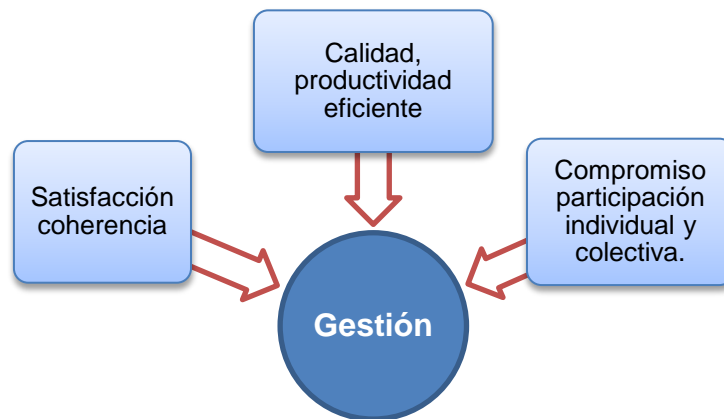 Calidad,
productividad
eficiente
Satisfacción
coherencia
Compromiso
participación
individual y
colectiva.
Gestión